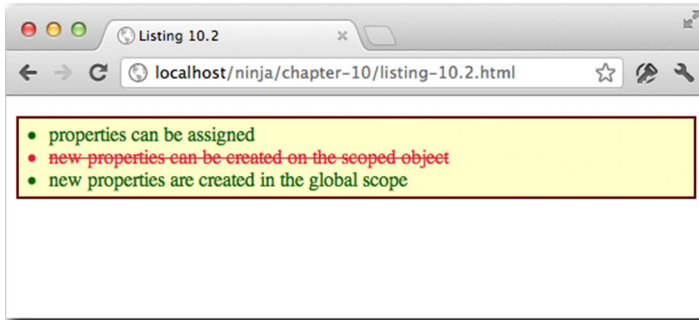 Listing 10.2
localhost/ninja/chapter-10/listing-10.2.html
properties can be assigned
new properties can be created on the scoped object
new properties are created in the global scope